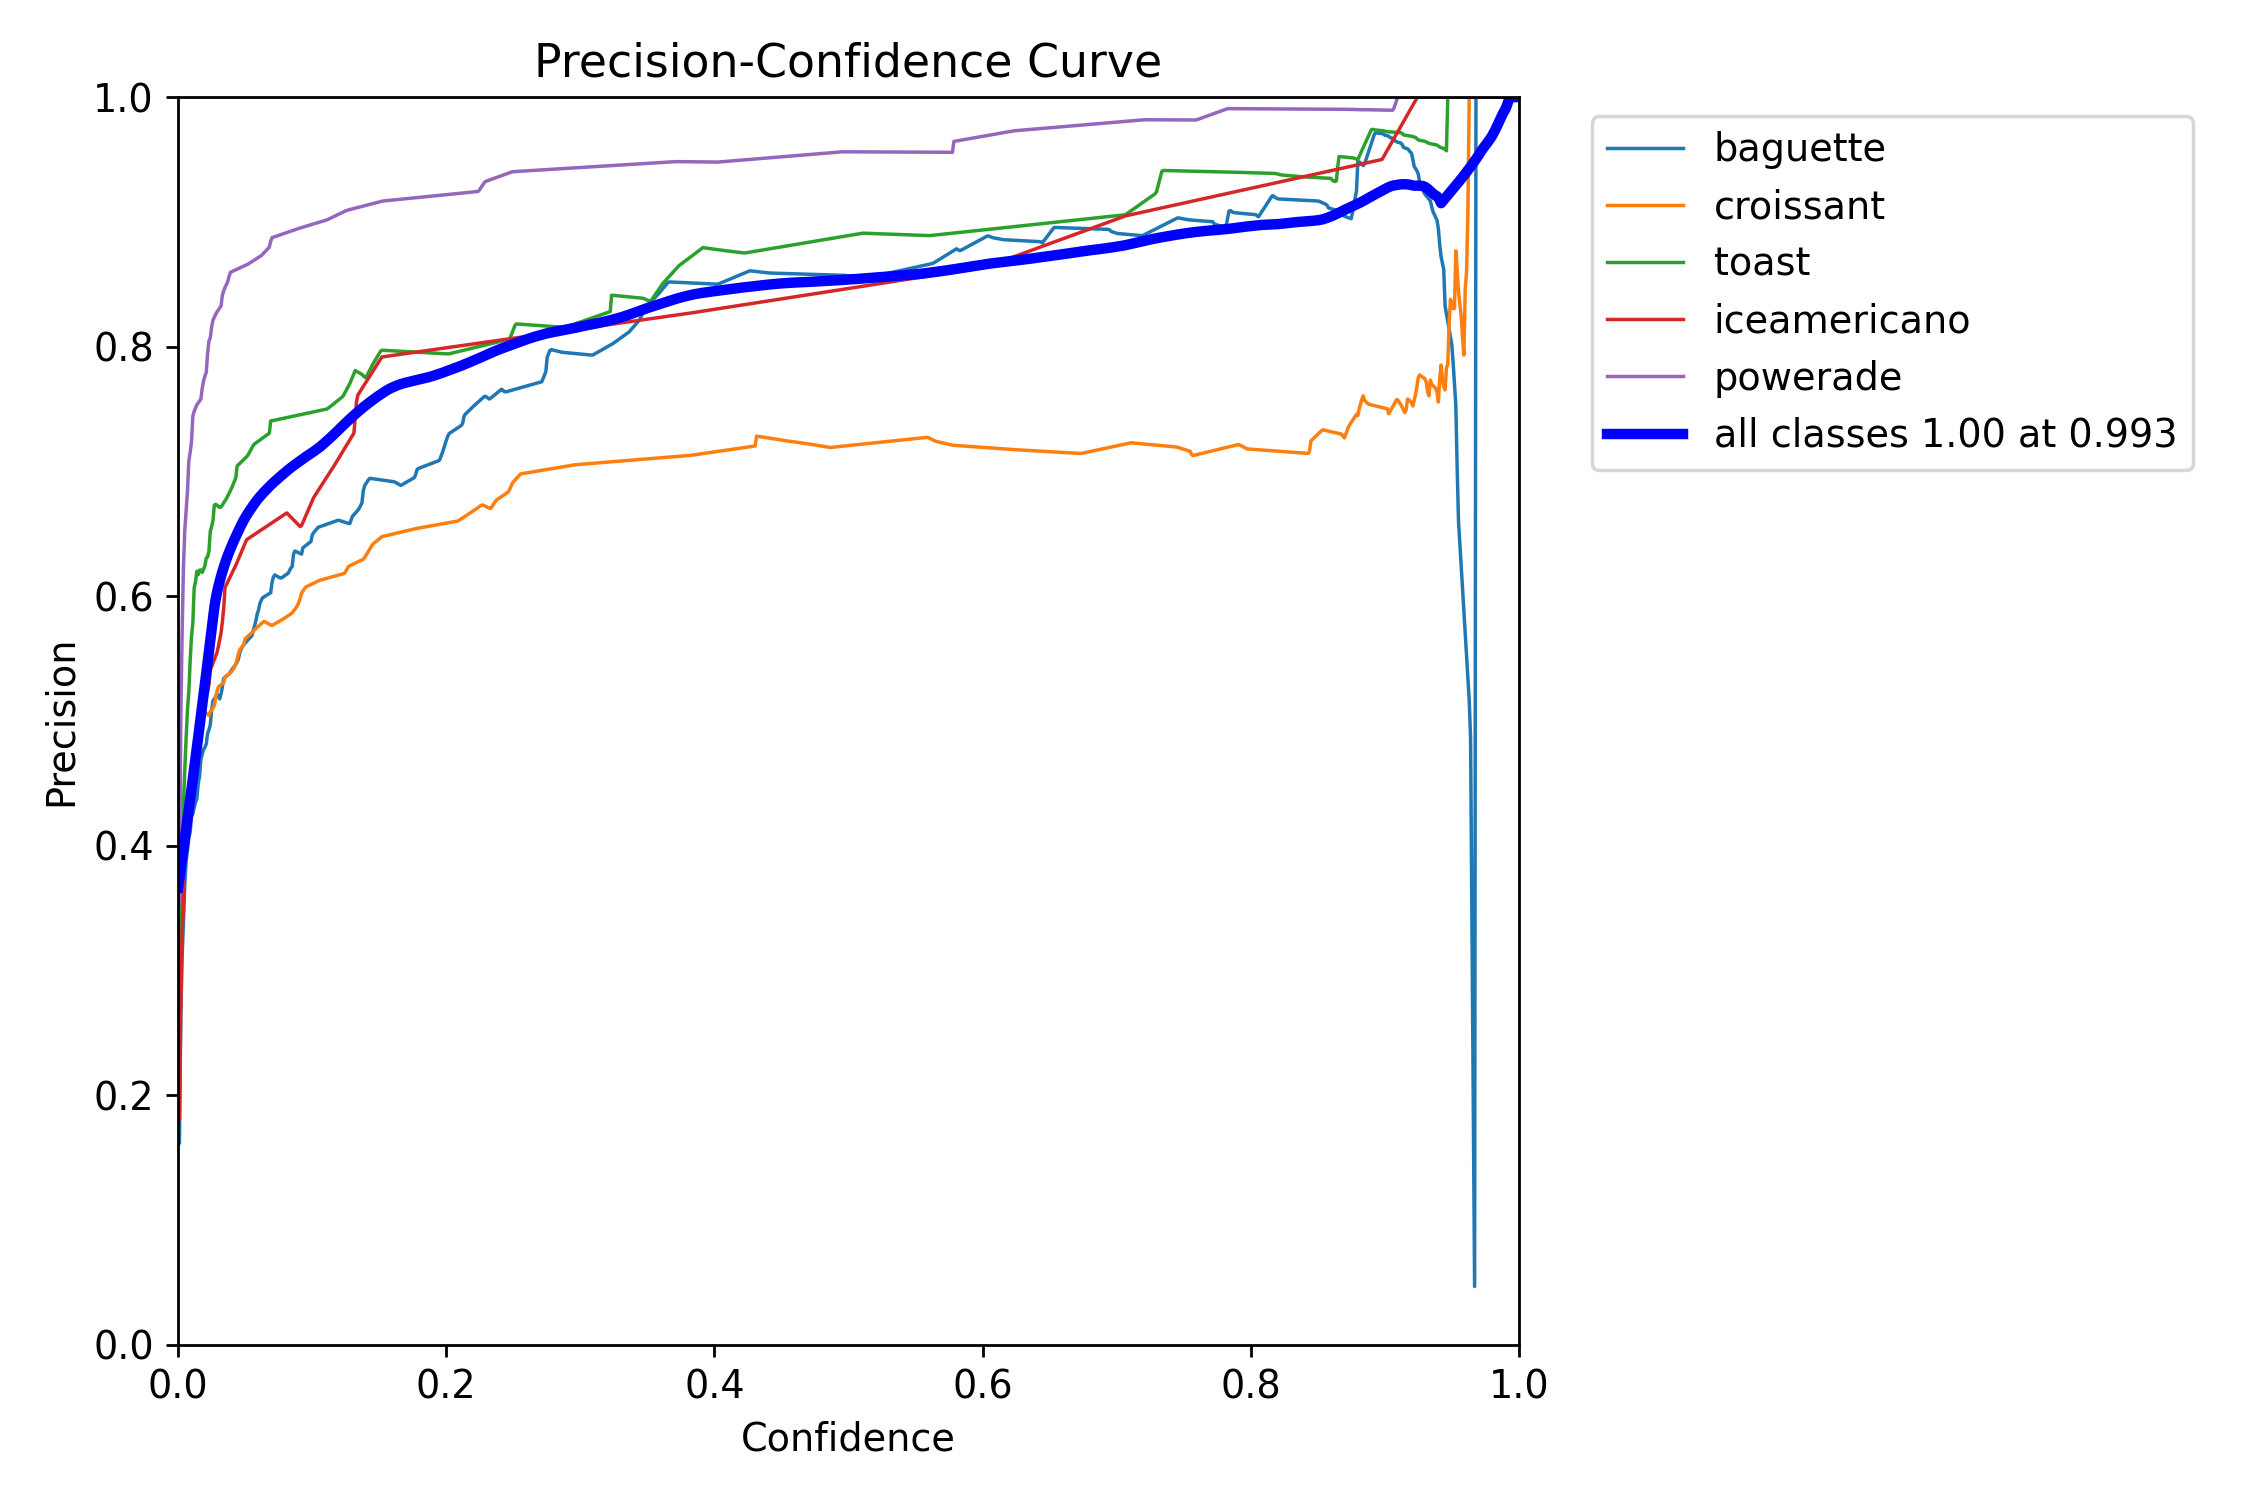 Precision-Confidence Curve
1.0
0.8
0.6
0.4
0.2
0.0
Precision
0.0 0.2 0.4 0.6 0.8 1.0
Confidence
baguette
croissant
toast
iceamericano
powerade
all classes 1.00 at 0.993